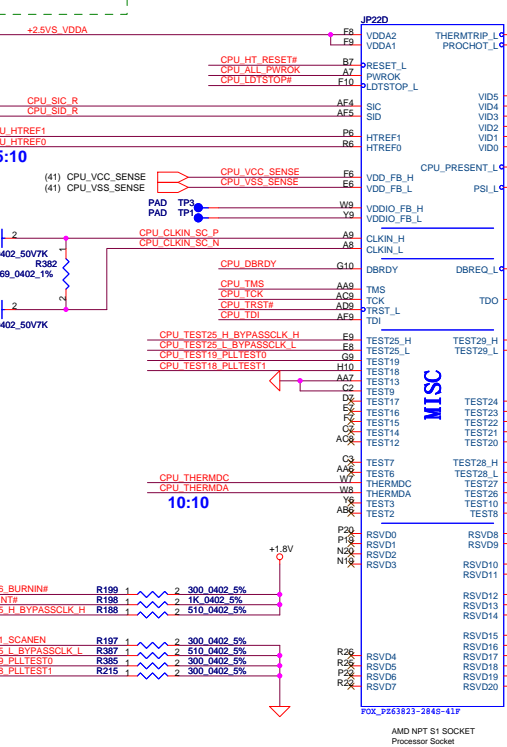 JP22D
+2.5VS_VDDA F8 VDDA2 THERMTRIP_L
F9 VDDA1 PROCHOT_L
CPU_HT_RESET# B7 RESET_L
CPU_ALL_PWROK A7 PWROK
CPU_LDTSTOP# F10 LDTSTOP_L
VID5
CPU_SIC_R AF4 SIC VID4
CPU_SID_R AF5 SID VID3
VID2
U_HTREF1 P6 HTREF1 VID1
U_HTREF0 R6 HTREF0 VID0
5:10
CPU_PRESENT_L
(41) CPU_VCC_SENSE CPU_VCC_SENSE F6 VDD_FB_H
(41) CPU_VSS_SENSE CPU_VSS_SENSE E6 VDD_FB_L PSI_L
PAD TP3 W9 VDDIO_FB_H
PAD TP1 Y9 VDDIO_FB_L
CPU_CLKIN_SC_P A9 CLKIN_H
CPU_CLKIN_SC_N A8 CLKIN_L
2
402_50V7K
1
R382
69_0402_1%
2
CPU_DBRDY G10 DBRDY DBREQ_L
CPU_TMS AA9 TMS
CPU_TCK AC9 TCK TDO
CPU_TRST# AD9 TRST_L
CPU_TDI AF9 TDI
2
402_50V7K
CPU_TEST25_H_BYPASSCLK_H E9 TEST25_H TEST29_H
CPU_TEST25_L_BYPASSCLK_L E8 TEST25_L TEST29_L
CPU_TEST19_PLLTEST0 G9 TEST19
CPU_TEST18_PLLTEST1 H10 TEST18
AA7 TEST13
C2 TEST9
MISC
D7 TEST17 TEST24
E7 TEST16 TEST23
F7 TEST15 TEST22
C7 TEST14 TEST21
AC8 TEST12 TEST20
C3 TEST7 TEST28_H
AA6 TEST6 TEST28_L
CPU_THERMDC W7 THERMDC TEST27
CPU_THERMDA W8 THERMDA TEST26
10:10
Y6 TEST3 TEST10
AB6 TEST2 TEST8
P20 RSVD0 RSVD8
P19 RSVD1 RSVD9
N20 RSVD2
N19 RSVD3 RSVD10
RSVD11
+1.8V
RSVD12
RSVD13
RSVD14
_BURNIN# R199 1 2 300_0402_5%
NT# R198 1 2 1K_0402_5%
_H_BYPASSCLK_H R188 1 2 510_0402_5%
RSVD15
RSVD16
_SCANEN R197 1 2 300_0402_5%
_L_BYPASSCLK_L R387 1 2 510_0402_5%
_PLLTEST0 R385 1 2 300_0402_5%
_PLLTEST1 R215 1 2 300_0402_5%
R26 RSVD4 RSVD17
R25 RSVD5 RSVD18
P22 RSVD6 RSVD19
R22 RSVD7 RSVD20
FOX_PZ63823-284S-41F
AMD NPT S1 SOCKET
Processor Socket